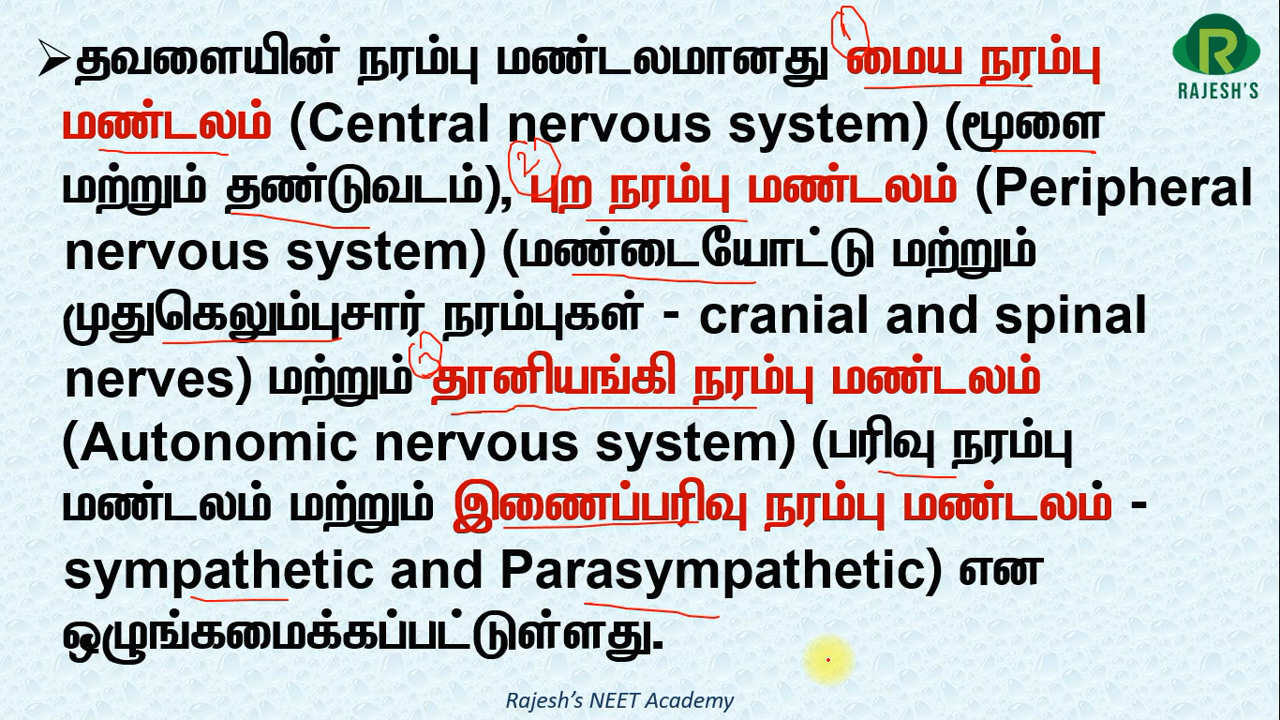 ➢தவளையின் நரம்பு மண்டலமானது மைய நரம்பு
மண்டலம் (Central nervous system) (மூளை
மற்றும் தண்டுவடம்), புற நரம்பு மண்டலம் (Peripheral
nervous system) (மண்டையோட்டு மற்றும்
முதுகெலும்புசார் நரம்புகள் - cranial and spinal
nerves) மற்றும் தானியங்கி நரம்பு மண்டலம்
(Autonomic nervous system) (பரிவு நரம்பு
மண்டலம் மற்றும் இணைப்பரிவு நரம்பு மண்டலம் -
sympathetic and Parasympathetic) என
ஒழுங்கமைக்கப்பட்டுள்ளது.
R
RAJESH'S
Rajesh's NEET Academy